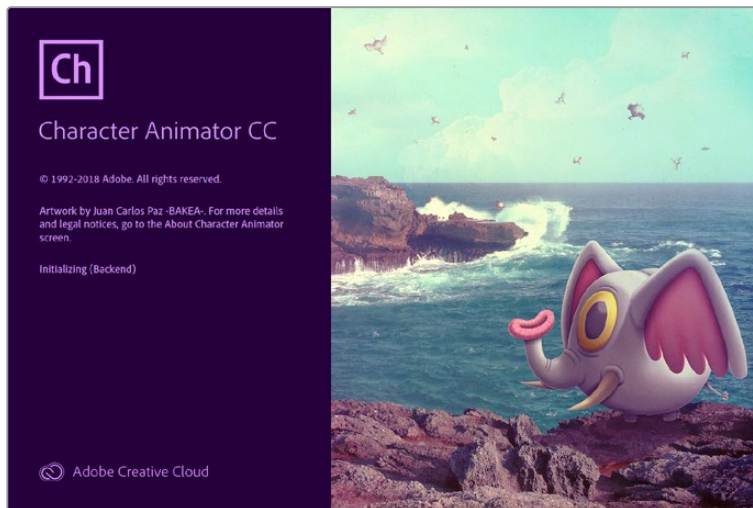 Ch
Character Animator CC
© 1992-2018 Adobe. All rights reserved.
Artwork by Juan Carlos Paz -BAKEA-. For more details
and legal notices, go to the About Character Animator
screen.
Initializing (Backend)
Adobe Creative Cloud